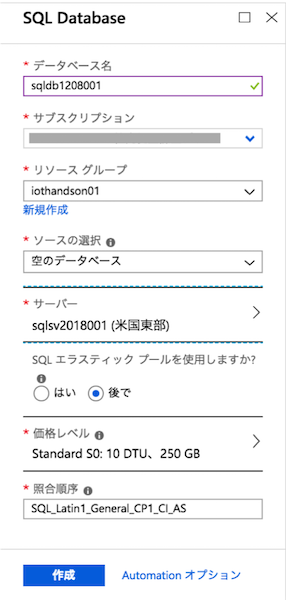 SQL Database
* データベース名
sqldb1208001
* サブスクリプション
* リソース グループ
iothandson01
新規作成
* ソースの選択
空のデータベース
* サーバー
sqlsv2018001 (米国東部)
SQL エラスティック プールを使用しますか?
はい 後で
* 価格レベル
Standard S0: 10 DTU、250 GB
* 照合順序
SQL_Latin1_General_CP1_CI_AS
作成 Automation オプション